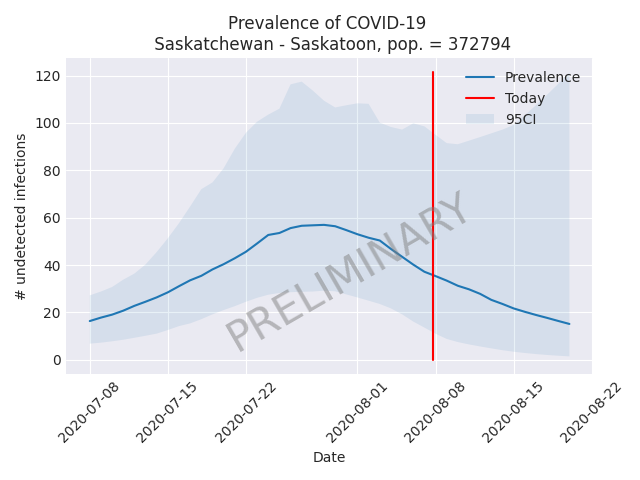 Prevalence of COVID-19
Saskatchewan - Saskatoon, pop. = 372794
120
100
80
60
40
20
0
# undetected infections
Prevalence
Today
95CI
PRELIMINARY
2020-07-08
2020-07-15
2020-07-22
2020-08-01
2020-08-08
2020-08-15
2020-08-22
Date